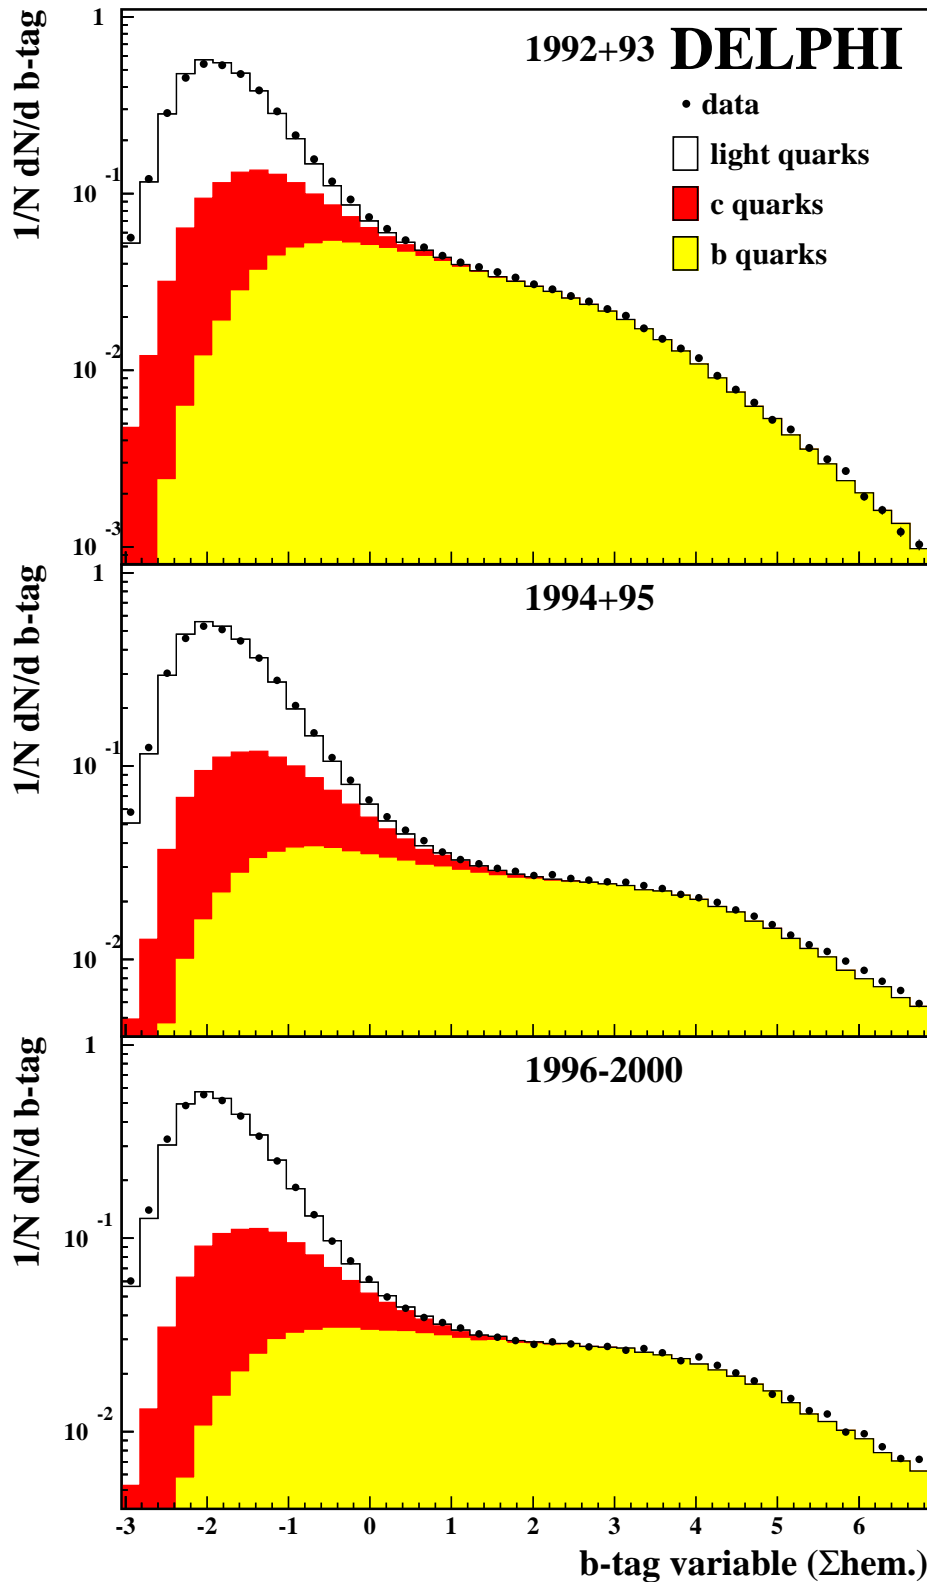 1992+93 DELPHI
• data
light quarks
c quarks
b quarks
1/N dN/d b-tag
1
10 -1
10 -2
10 -3
1994+95
1/N dN/d b-tag
1
10 -1
10 -2
1996-2000
1/N dN/d b-tag
1
10 -1
10 -2
-3 -2 -1 0 1 2 3 4 5 6
b-tag variable (Σhem.)